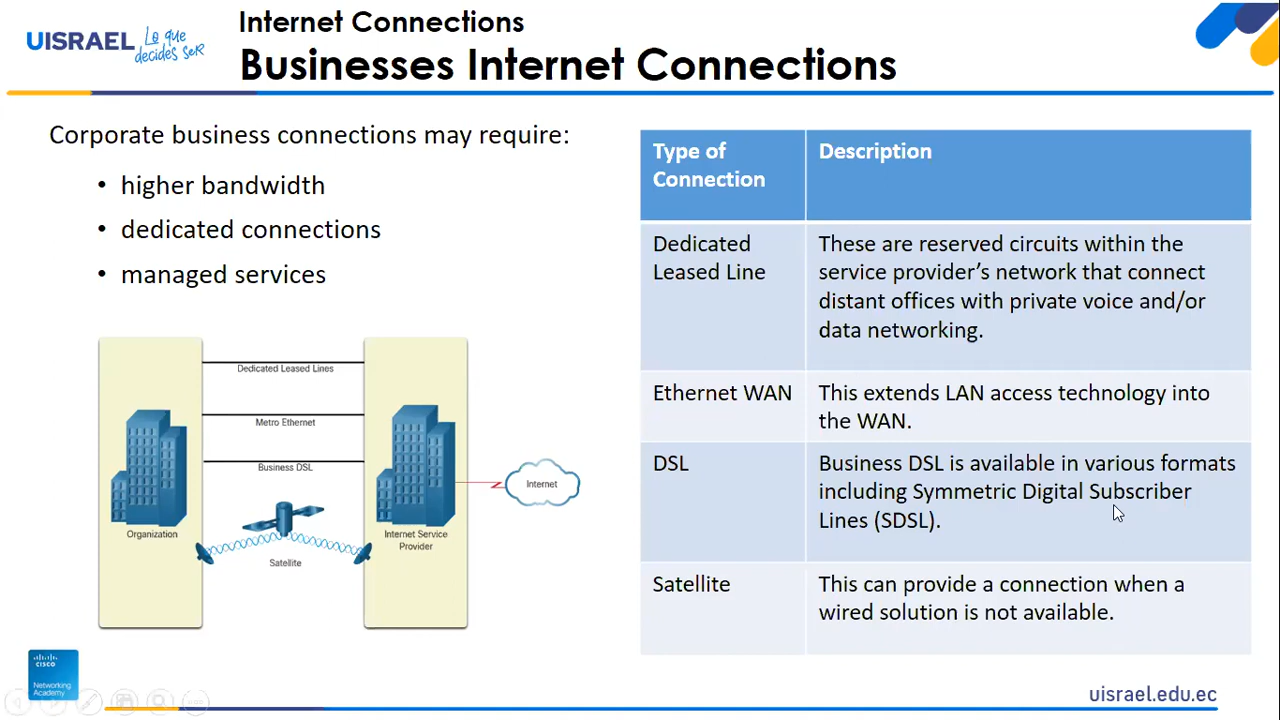 UISRAEL Lo que
decides seR
Internet Connections
Businesses Internet Connections
Corporate business connections may require:
• higher bandwidth
• dedicated connections
• managed services
Dedicated Leased Lines
Metro Ethernet
Business DSL
Satellite
Organization
Internet Service
Provider
Internet
Type of
Connection
Description
Dedicated
Leased Line
These are reserved circuits within the
service provider’s network that connect
distant offices with private voice and/or
data networking.
Ethernet WAN
This extends LAN access technology into
the WAN.
DSL
Business DSL is available in various formats
including Symmetric Digital Subscriber
Lines (SDSL).
Satellite
This can provide a connection when a
wired solution is not available.
CISCO
Networking
Academy
uisrael.edu.ec